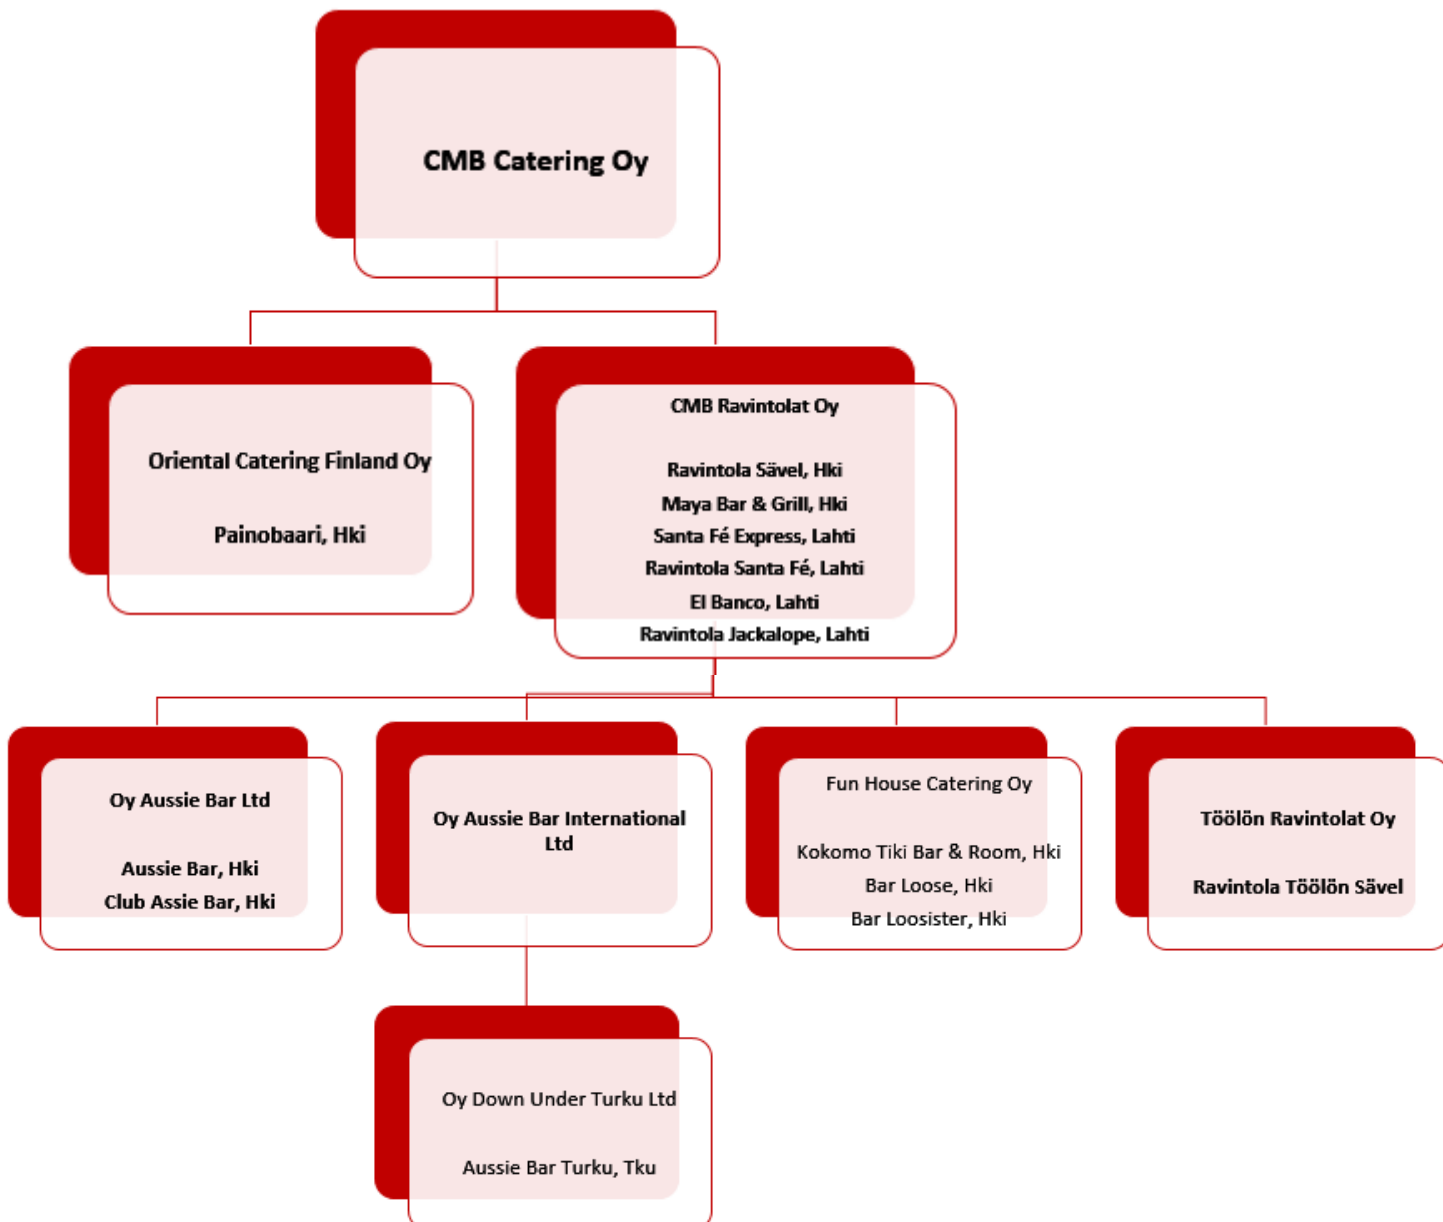 CMB Catering Oy
Oriental Catering Finland Oy
Painobaari, Hki
CMB Ravintolat Oy
Ravintola Sävel, Hki
Maya Bar & Grill, Hki
Santa Fé Express, Lahti
Ravintola Santa Fé, Lahti
El Banco, Lahti
Ravintola Jackalope, Lahti
Oy Aussie Bar Ltd
Aussie Bar, Hki
Club Assie Bar, Hki
Oy Aussie Bar International
Ltd
Fun House Catering Oy
Kokomo Tiki Bar & Room, Hki
Bar Loose, Hki
Bar Loosister, Hki
Töölön Ravintolat Oy
Ravintola Töölön Sävel
Oy Down Under Turku Ltd
Aussie Bar Turku, Tku